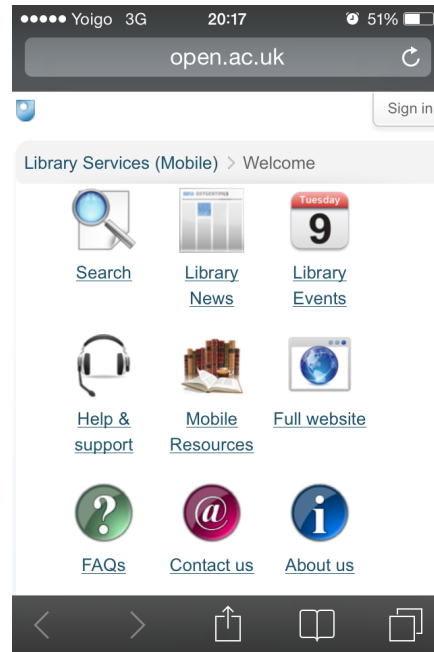 Yoigo 3G 20:17 51%
open.ac.uk
Sign in
Library Services (Mobile) > Welcome
Tuesday
9
Search
Library
News
Library
Events
Help &
support
Mobile
Resources
Full website
?
@
i
FAQs
Contact us
About us